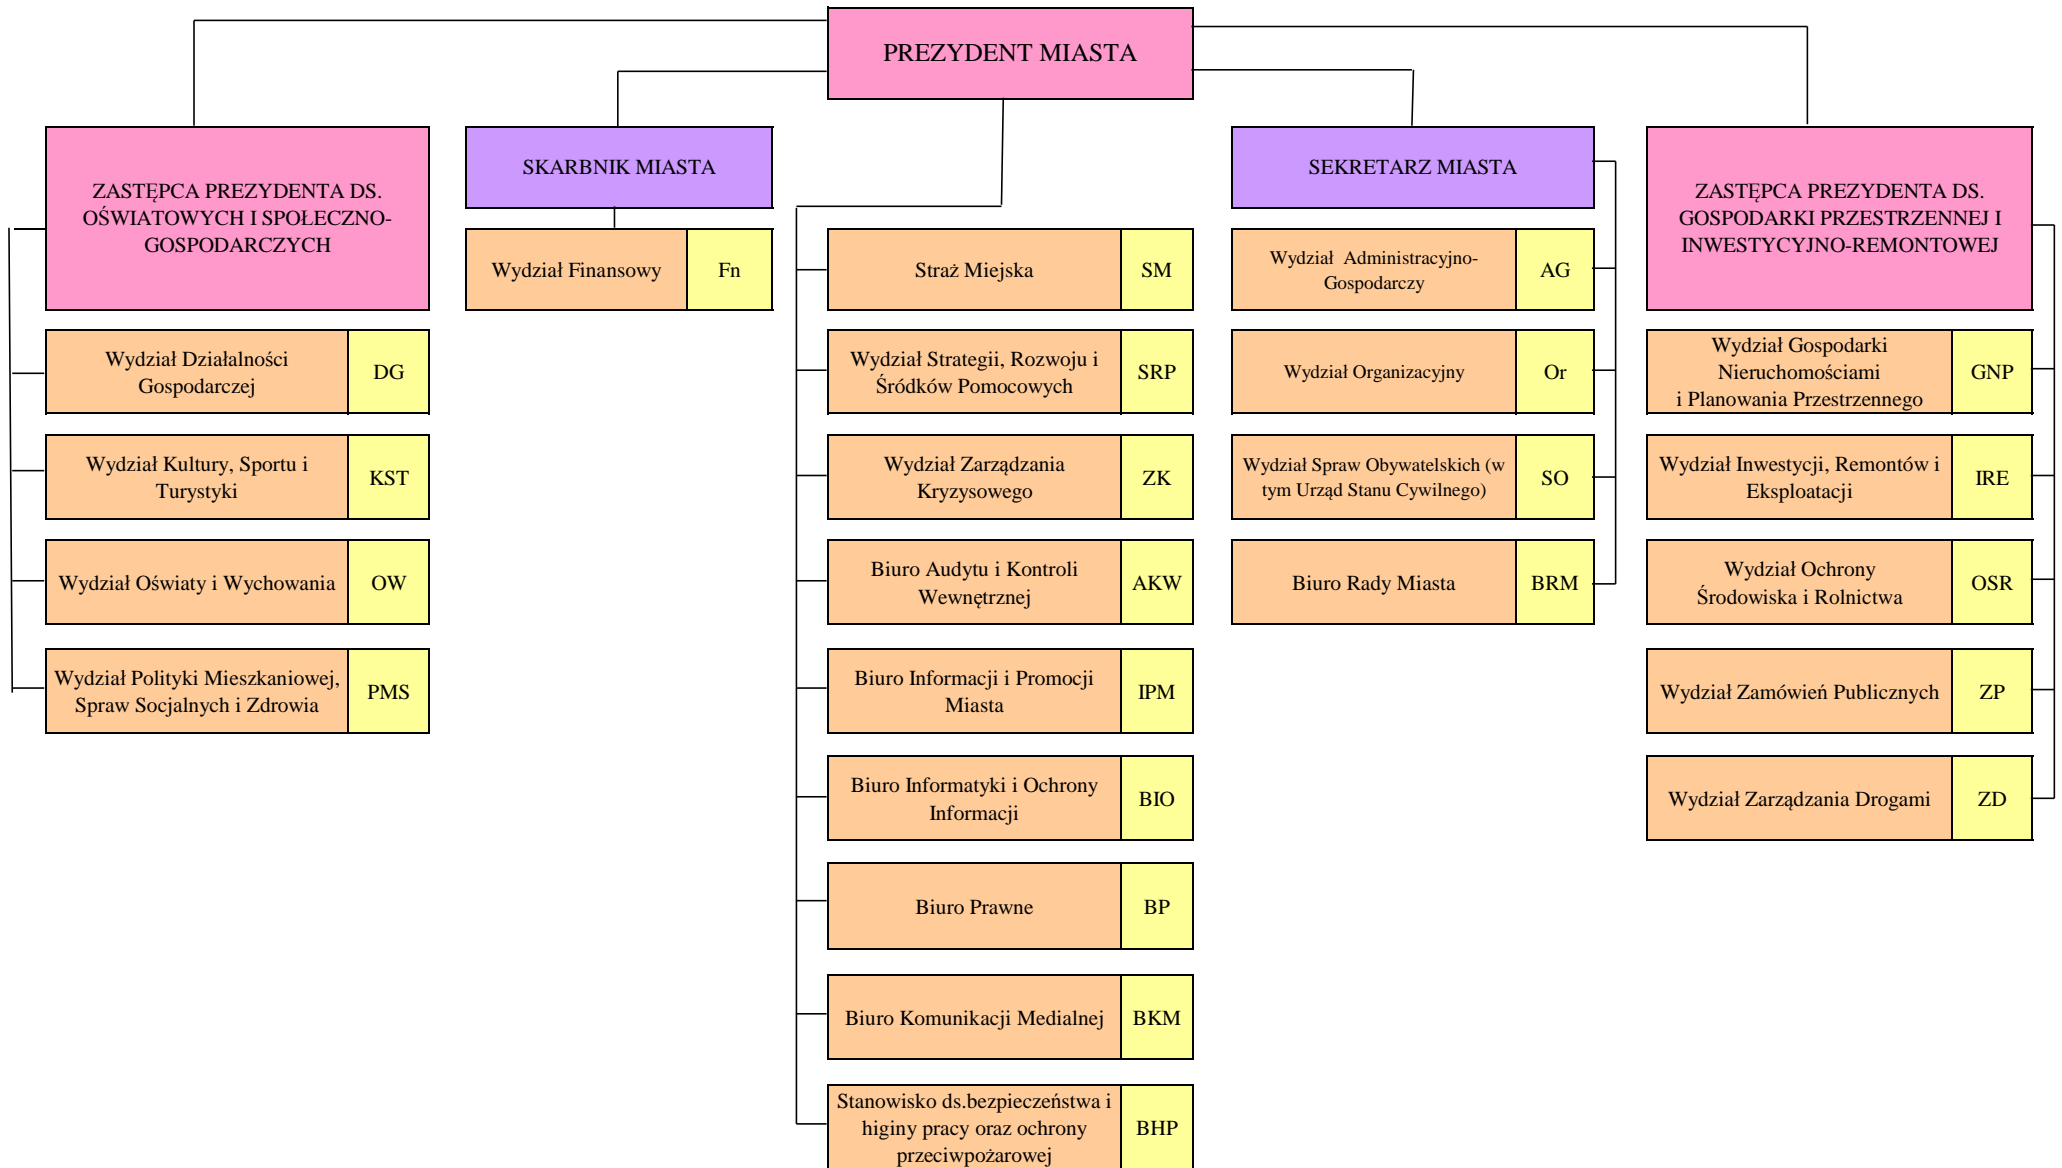 PREZYDENT MIASTA
ZASTĘPCA PREZYDENTA DS.
OŚWIATOWYCH I SPOŁECZNO-
GOSPODARCZYCH
Wydział Działalności
Gospodarczej
DG
Wydział Kultury, Sportu i
Turystyki
KST
Wydział Oświaty i Wychowania
OW
Wydział Polityki Mieszkaniowej,
Spraw Socjalnych i Zdrowia
PMS
SKARBNIK MIASTA
Wydział Finansowy
Fn
Straż Miejska
SM
Wydział Strategii, Rozwoju i
Śródków Pomocowych
SRP
Wydział Zarządzania
Kryzysowego
ZK
Biuro Audytu i Kontroli
Wewnętrznej
AKW
Biuro Informacji i Promocji
Miasta
IPM
Biuro Informatyki i Ochrony
Informacji
BIO
Biuro Prawne
BP
Biuro Komunikacji Medialnej
BKM
Stanowisko ds.bezpieczeństwa i
higiny pracy oraz ochrony
przeciwpożarowej
BHP
SEKRETARZ MIASTA
Wydział Administracyjno-
Gospodarczy
AG
Wydział Organizacyjny
Or
Wydział Spraw Obywatelskich (w
tym Urząd Stanu Cywilnego)
SO
Biuro Rady Miasta
BRM
ZASTĘPCA PREZYDENTA DS.
GOSPODARKI PRZESTRZENNEJ I
INWESTYCYJNO-REMONTOWEJ
Wydział Gospodarki
Nieruchomościami
i Planowania Przestrzennego
GNP
Wydział Inwestycji, Remontów i
Eksploatacji
IRE
Wydział Ochrony
Środowiska i Rolnictwa
OSR
Wydział Zamówień Publicznych
ZP
Wydział Zarządzania Drogami
ZD